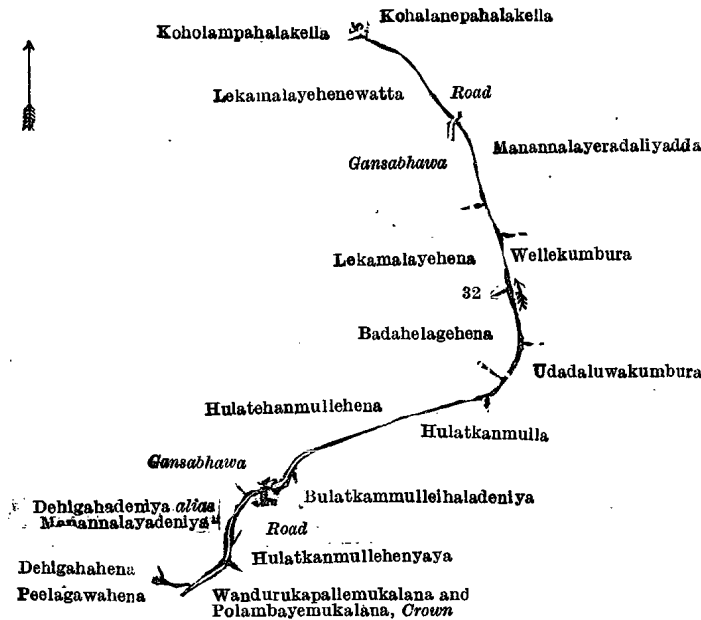 Kohalanepahalakella
Koholampahalakella
Lekamalayehenewatta
Road
Manannalayeradaliyadda
Gansabhawa
Lekamalayehena
Wellekumbura
32
Badahelagehena
Udadaluwakumbura
Hulatehanmullehena
Hulatkanmulla
Gansabhawa
Bulatkammulleihaladeniya
Dehigahadeniya alias
Manannalayadeniya
Road
Hulatkanmullehenyaya
Dehigahahena
Peelagawahena
Wandurukapallemukalana and
Polambayemukalana, Crown